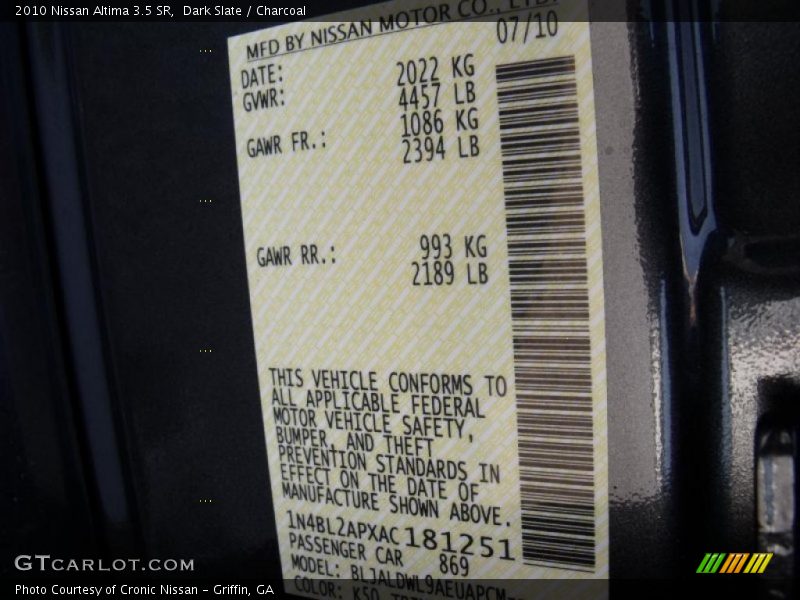 2010 Nissan Altima 3.5 SR, Dark Slate / Charcoal
MFD BY NISSAN MOTOR CO., LTD.
DATE: 07/10
GVWR: 2022 KG
4457 LB
GAWR FR.: 1086 KG
2394 LB
GAWR RR.: 993 KG
2189 LB
THIS VEHICLE CONFORMS TO
ALL APPLICABLE FEDERAL
MOTOR VEHICLE SAFETY,
BUMPER, AND THEFT
PREVENTION STANDARDS IN
EFFECT ON THE DATE OF
MANUFACTURE SHOWN ABOVE.
1N4BL2APXAC181251
PASSENGER CAR 869
MODEL: BLJALDWL9AEUAPCM-
COLOR: K50
GTCARLOT.COM
Photo Courtesy of Cronic Nissan – Griffin, GA